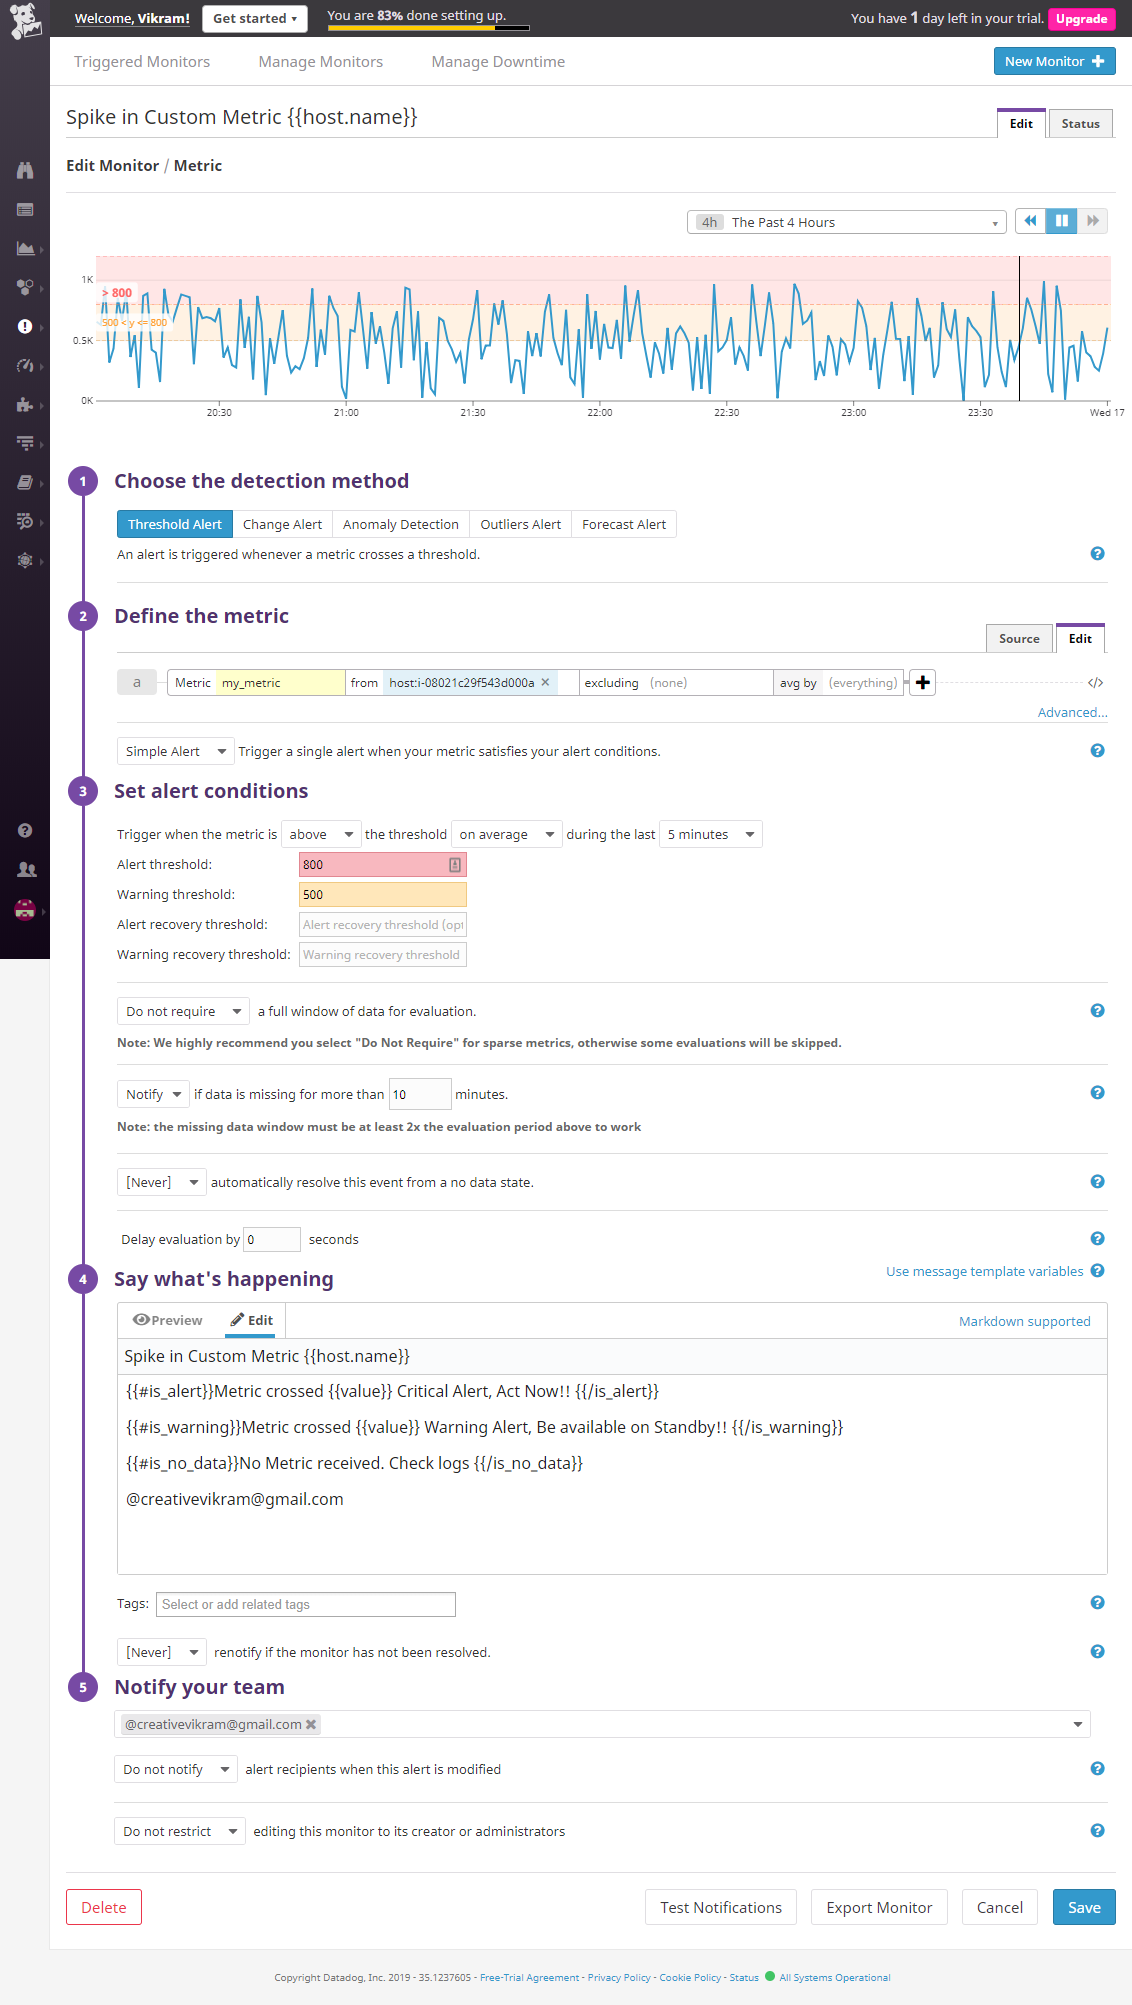 Welcome, Vikram! Get started You are 83% done setting up. You have 1 day left in your trial. Upgrade
Triggered Monitors Manage Monitors Manage Downtime New Monitor
Spike in Custom Metric {{host.name}} Edit Status
Edit Monitor / Metric
4h The Past 4 Hours
1K
> 800
500 < y <= 800
0.5K
0K
20:30 21:00 21:30 22:00 22:30 23:00 23:30 Wed 17
1 Choose the detection method
Threshold Alert Change Alert Anomaly Detection Outliers Alert Forecast Alert
An alert is triggered whenever a metric crosses a threshold.
2 Define the metric
Source Edit
a Metric my_metric from host:i-08021c29f543d000a × excluding (none) avg by (everything) </>
Advanced...
Simple Alert Trigger a single alert when your metric satisfies your alert conditions.
3 Set alert conditions
Trigger when the metric is above the threshold on average during the last 5 minutes
Alert threshold: 800
Warning threshold: 500
Alert recovery threshold: Alert recovery threshold (opt
Warning recovery threshold: Warning recovery threshold
Do not require a full window of data for evaluation.
Note: We highly recommend you select "Do Not Require" for sparse metrics, otherwise some evaluations will be skipped.
Notify if data is missing for more than 10 minutes.
Note: the missing data window must be at least 2x the evaluation period above to work
[Never] automatically resolve this event from a no data state.
Delay evaluation by 0 seconds
4 Say what's happening Use message template variables
Preview Edit Markdown supported
Spike in Custom Metric {{host.name}}
{{#is_alert}}Metric crossed {{value}} Critical Alert, Act Now!! {{/is_alert}}
{{#is_warning}}Metric crossed {{value}} Warning Alert, Be available on Standby!! {{/is_warning}}
{{#is_no_data}}No Metric received. Check logs {{/is_no_data}}
@creativevikram@gmail.com
Tags: Select or add related tags
[Never] renotify if the monitor has not been resolved.
5 Notify your team
@creativevikram@gmail.com
Do not notify alert recipients when this alert is modified
Do not restrict editing this monitor to its creator or administrators
Delete Test Notifications Export Monitor Cancel Save
Copyright Datadog, Inc. 2019 - 35.1237605 - Free-Trial Agreement - Privacy Policy - Cookie Policy - Status All Systems Operational